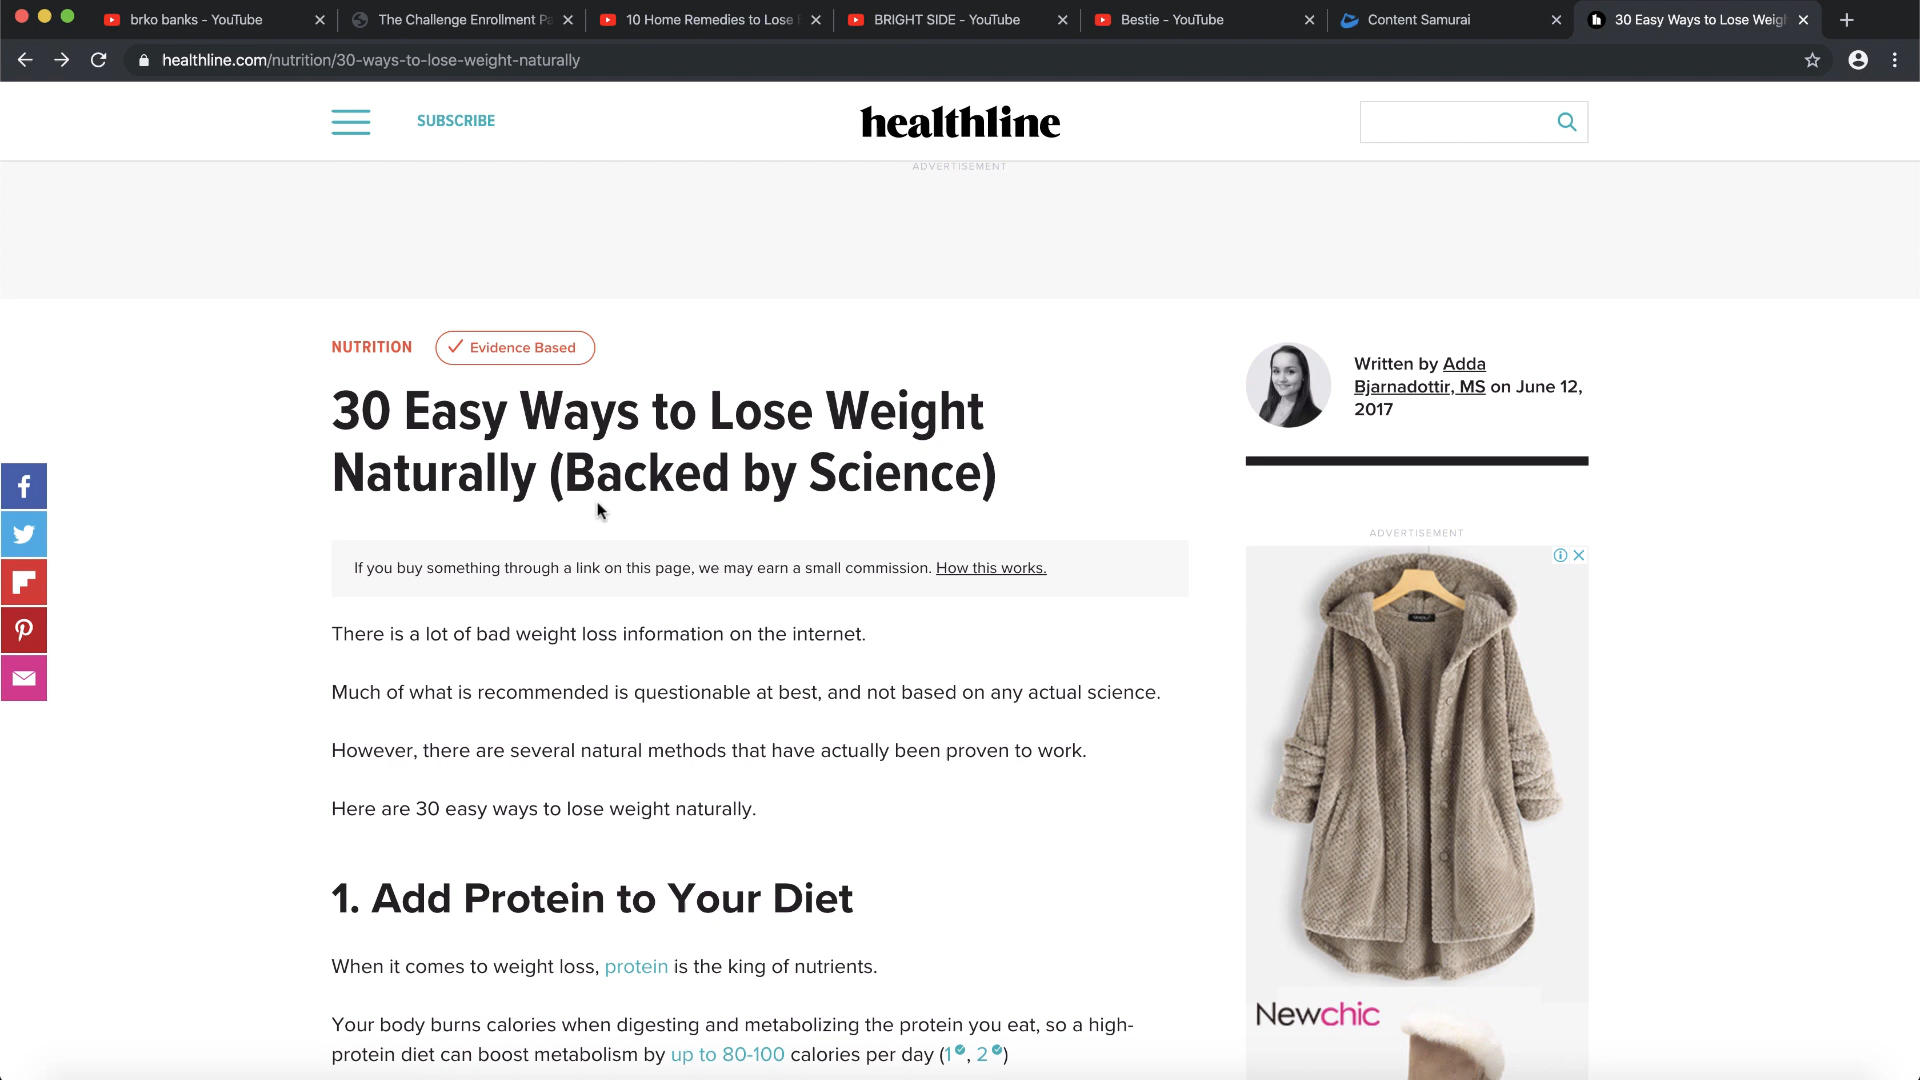 brko banks - YouTube
The Challenge Enrollment Pa
10 Home Remedies to Lose
BRIGHT SIDE - YouTube
Bestie - YouTube
Content Samurai
30 Easy Ways to Lose Weigh
healthline.com/nutrition/30-ways-to-lose-weight-naturally
SUBSCRIBE
healthline
ADVERTISEMENT
NUTRITION
Evidence Based
30 Easy Ways to Lose Weight
Naturally (Backed by Science)
Written by Adda
Bjarnadottir, MS on June 12,
2017
If you buy something through a link on this page, we may earn a small commission. How this works.
There is a lot of bad weight loss information on the internet.
Much of what is recommended is questionable at best, and not based on any actual science.
However, there are several natural methods that have actually been proven to work.
Here are 30 easy ways to lose weight naturally.
1. Add Protein to Your Diet
When it comes to weight loss, protein is the king of nutrients.
Your body burns calories when digesting and metabolizing the protein you eat, so a high-
protein diet can boost metabolism by up to 80-100 calories per day (1, 2)
ADVERTISEMENT
Newchic